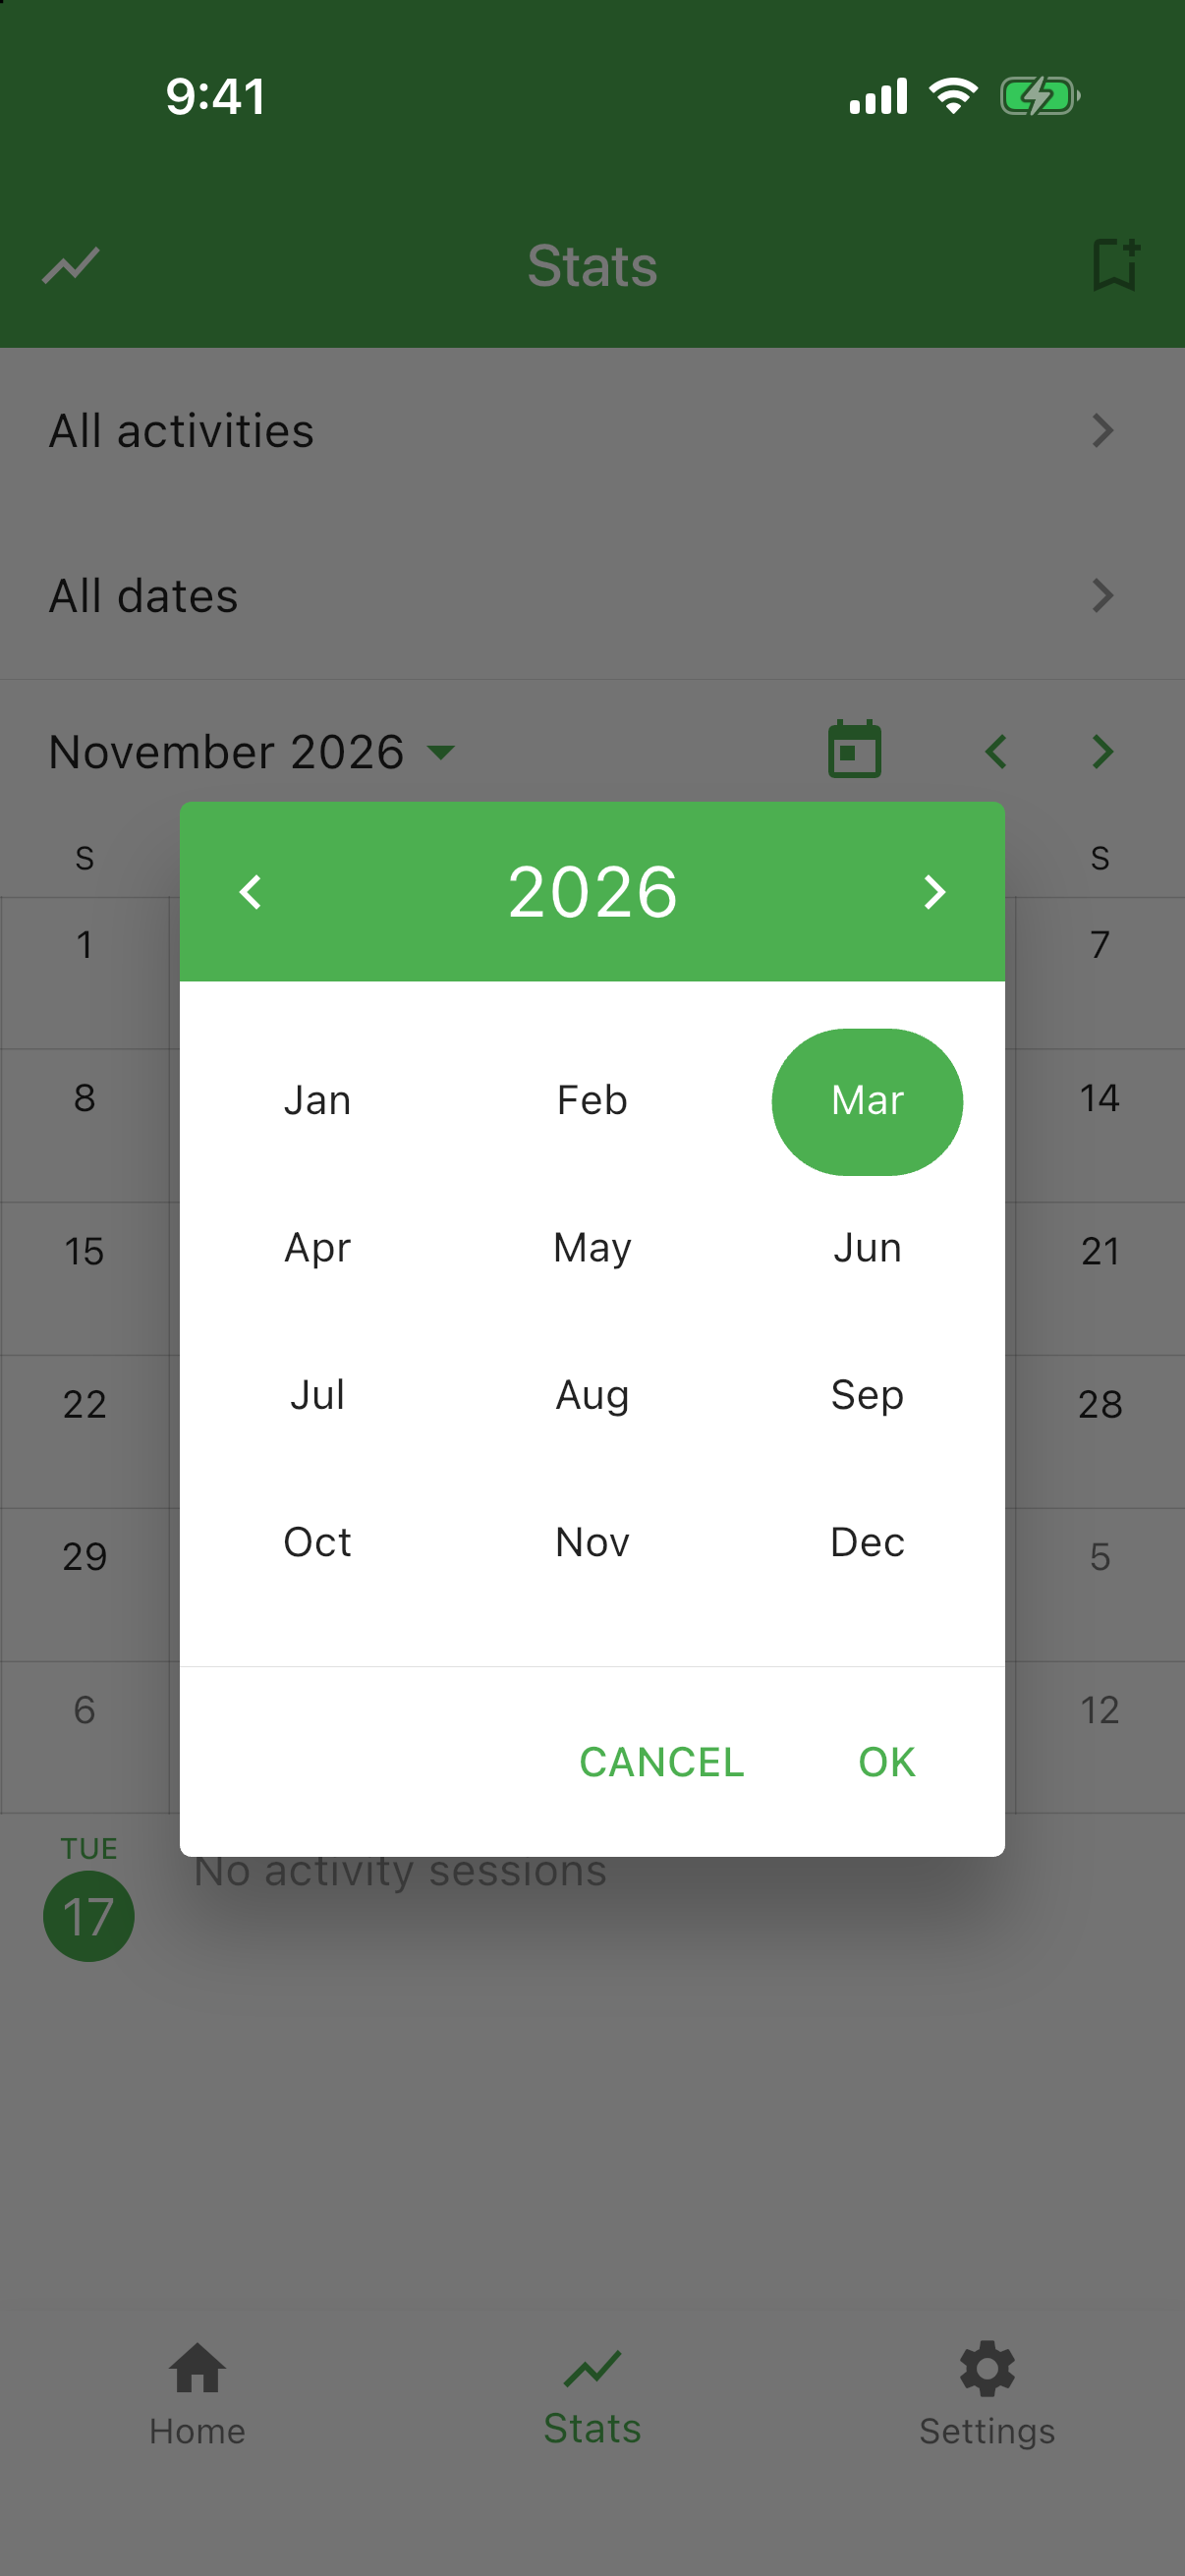 9:41
Stats
All activities
All dates
November 2026
S S
2026
1 7
Jan Feb Mar
8 14
Apr May Jun
15 21
Jul Aug Sep
22 28
Oct Nov Dec
29 5
6 12
CANCEL OK
TUE
17
No activity sessions
Home Stats Settings